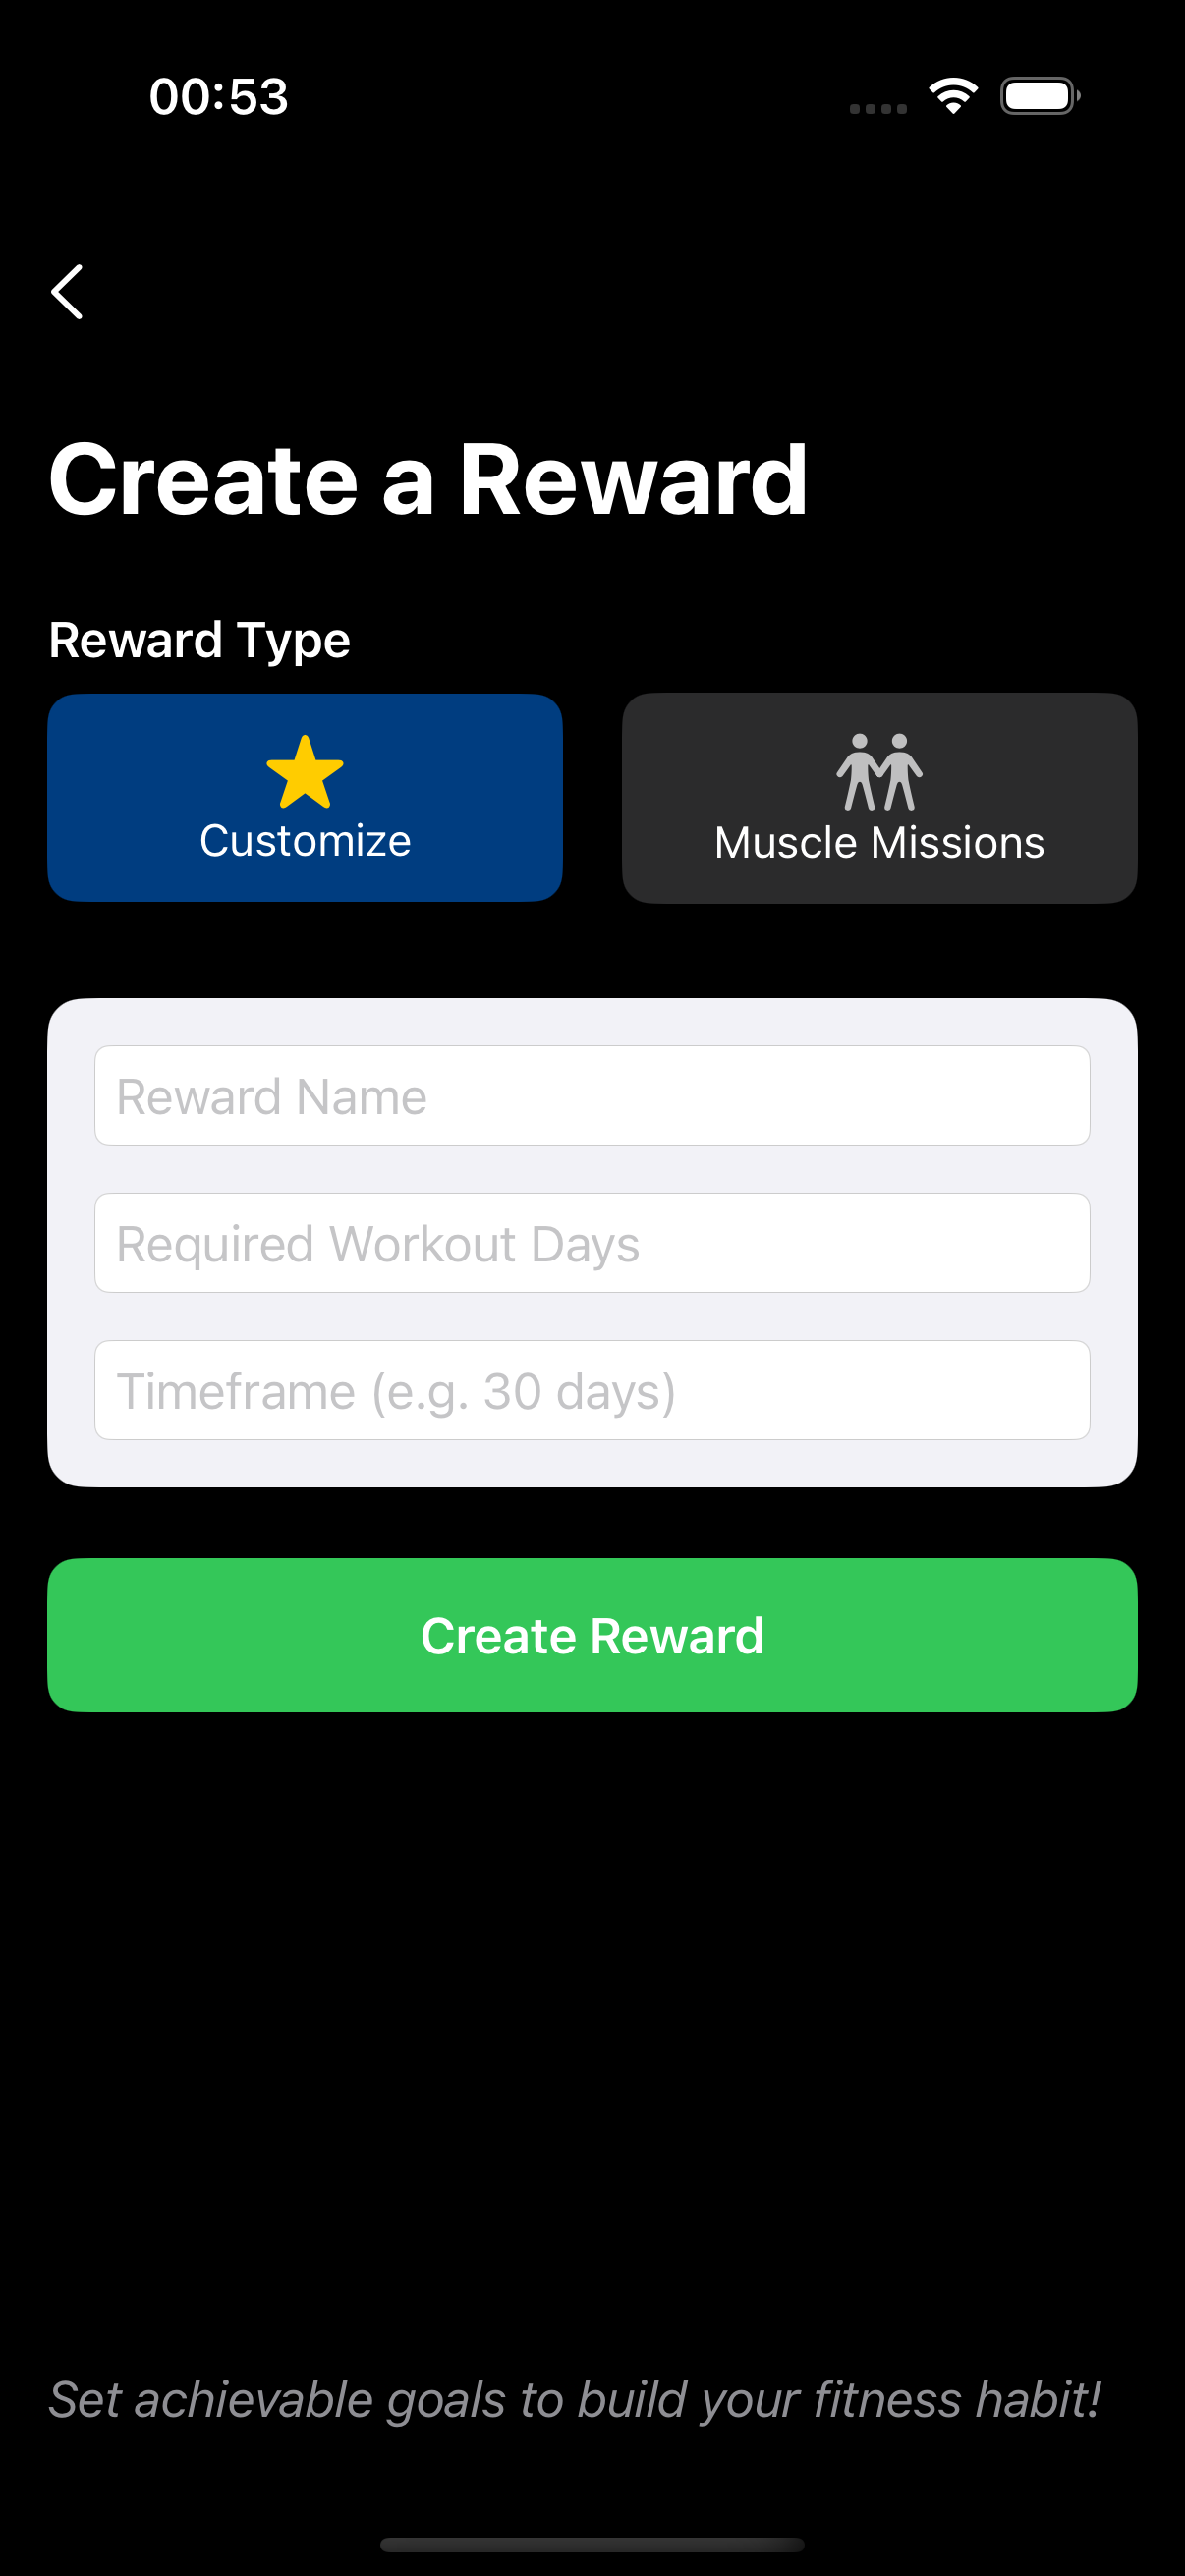 00:53
Create a Reward
Reward Type
Customize
Muscle Missions
Reward Name
Required Workout Days
Timeframe (e.g. 30 days)
Create Reward
Set achievable goals to build your fitness habit!